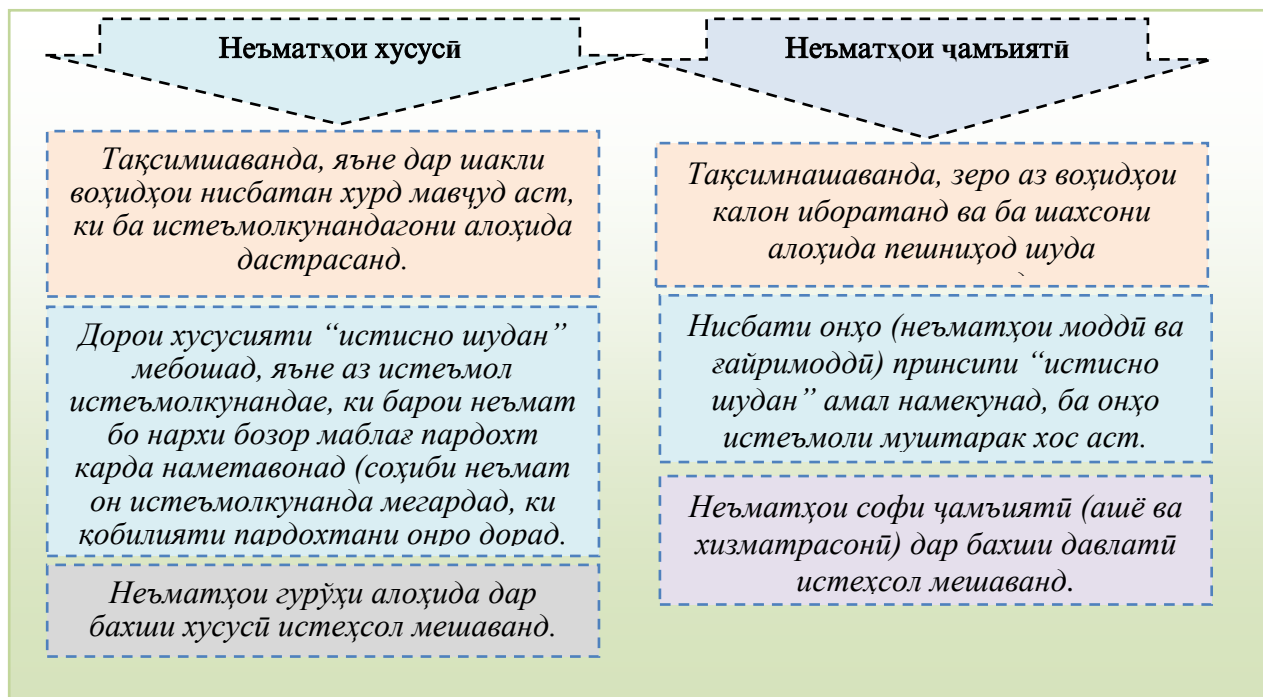 Неъматҳои хусусӣ
Тақсимшаванда, яъне дар шакли
воҳидҳои нисбатан хурд мавҷуд аст,
ки ба истеъмолкунандагони алоҳида
дастрасанд.
Дорои хусусияти “истисно шудан”
мебошад, яъне аз истеъмол
истеъмолкунандае, ки барои неъмат
бо нархи бозор маблағ пардохт
карда наметавонад (соҳиби неъмат
он истеъмолкунанда мегардад, ки
қобилияти пардохтани онро дорад.
Неъматҳои гурӯҳи алоҳида дар
бахши хусусӣ истеҳсол мешаванд.
Неъматҳои ҷамъиятӣ
Тақсимнашаванда, зеро аз воҳидҳои
калон иборатанд ва ба шахсони
алоҳида пешниҳод шуда
Нисбати онҳо (неъматҳои моддӣ ва
ғайримоддӣ) принсипи “истисно
шудан” амал намекунад, ба онҳо
истеъмоли муштарак хос аст.
Неъматҳои софи ҷамъиятӣ (ашё ва
хизматрасонӣ) дар бахши давлатӣ
истеҳсол мешаванд.